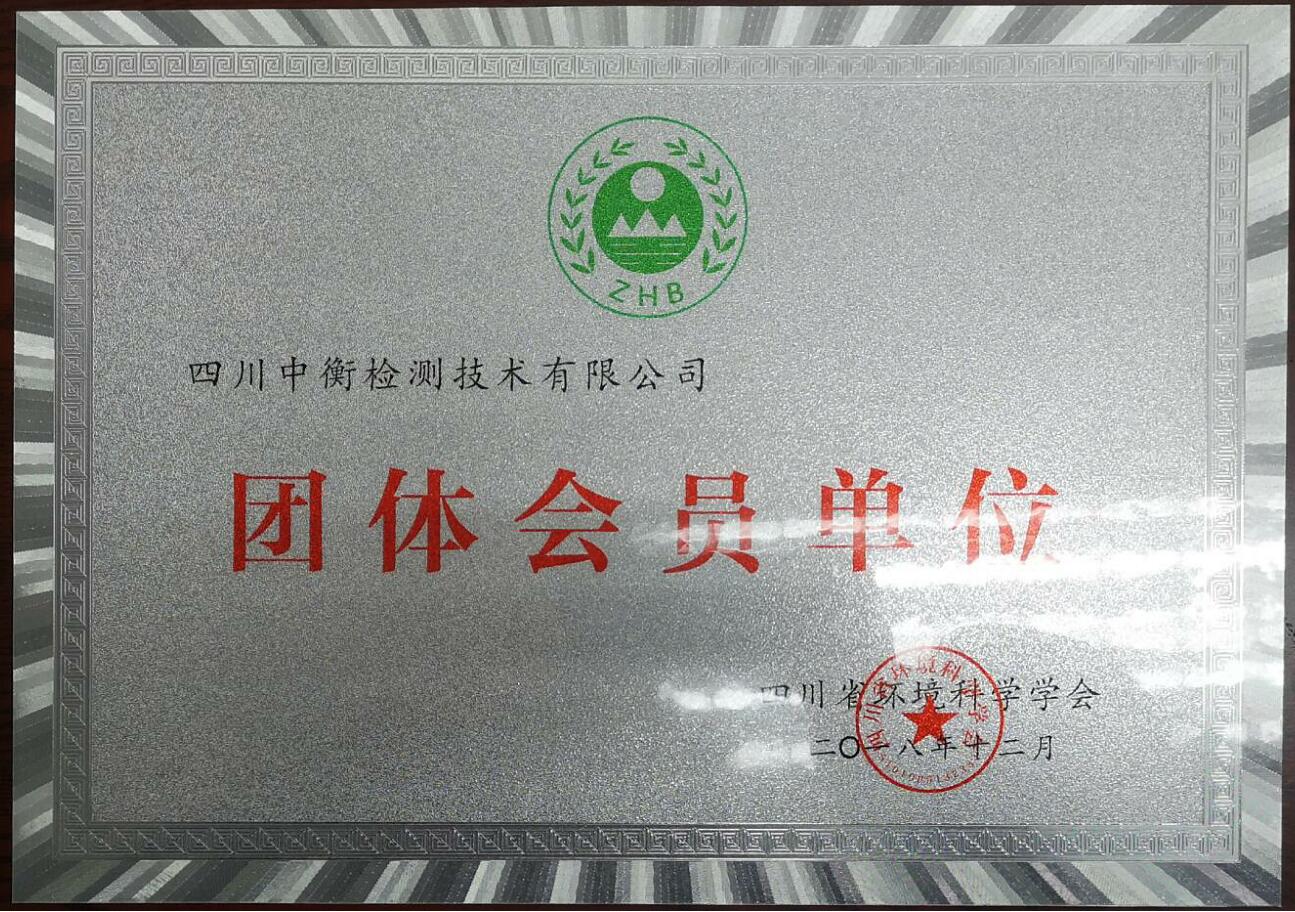 ZHB
四川中衡检测技术有限公司
团体会员单位
四川省环境科学学会
二〇一八年十二月